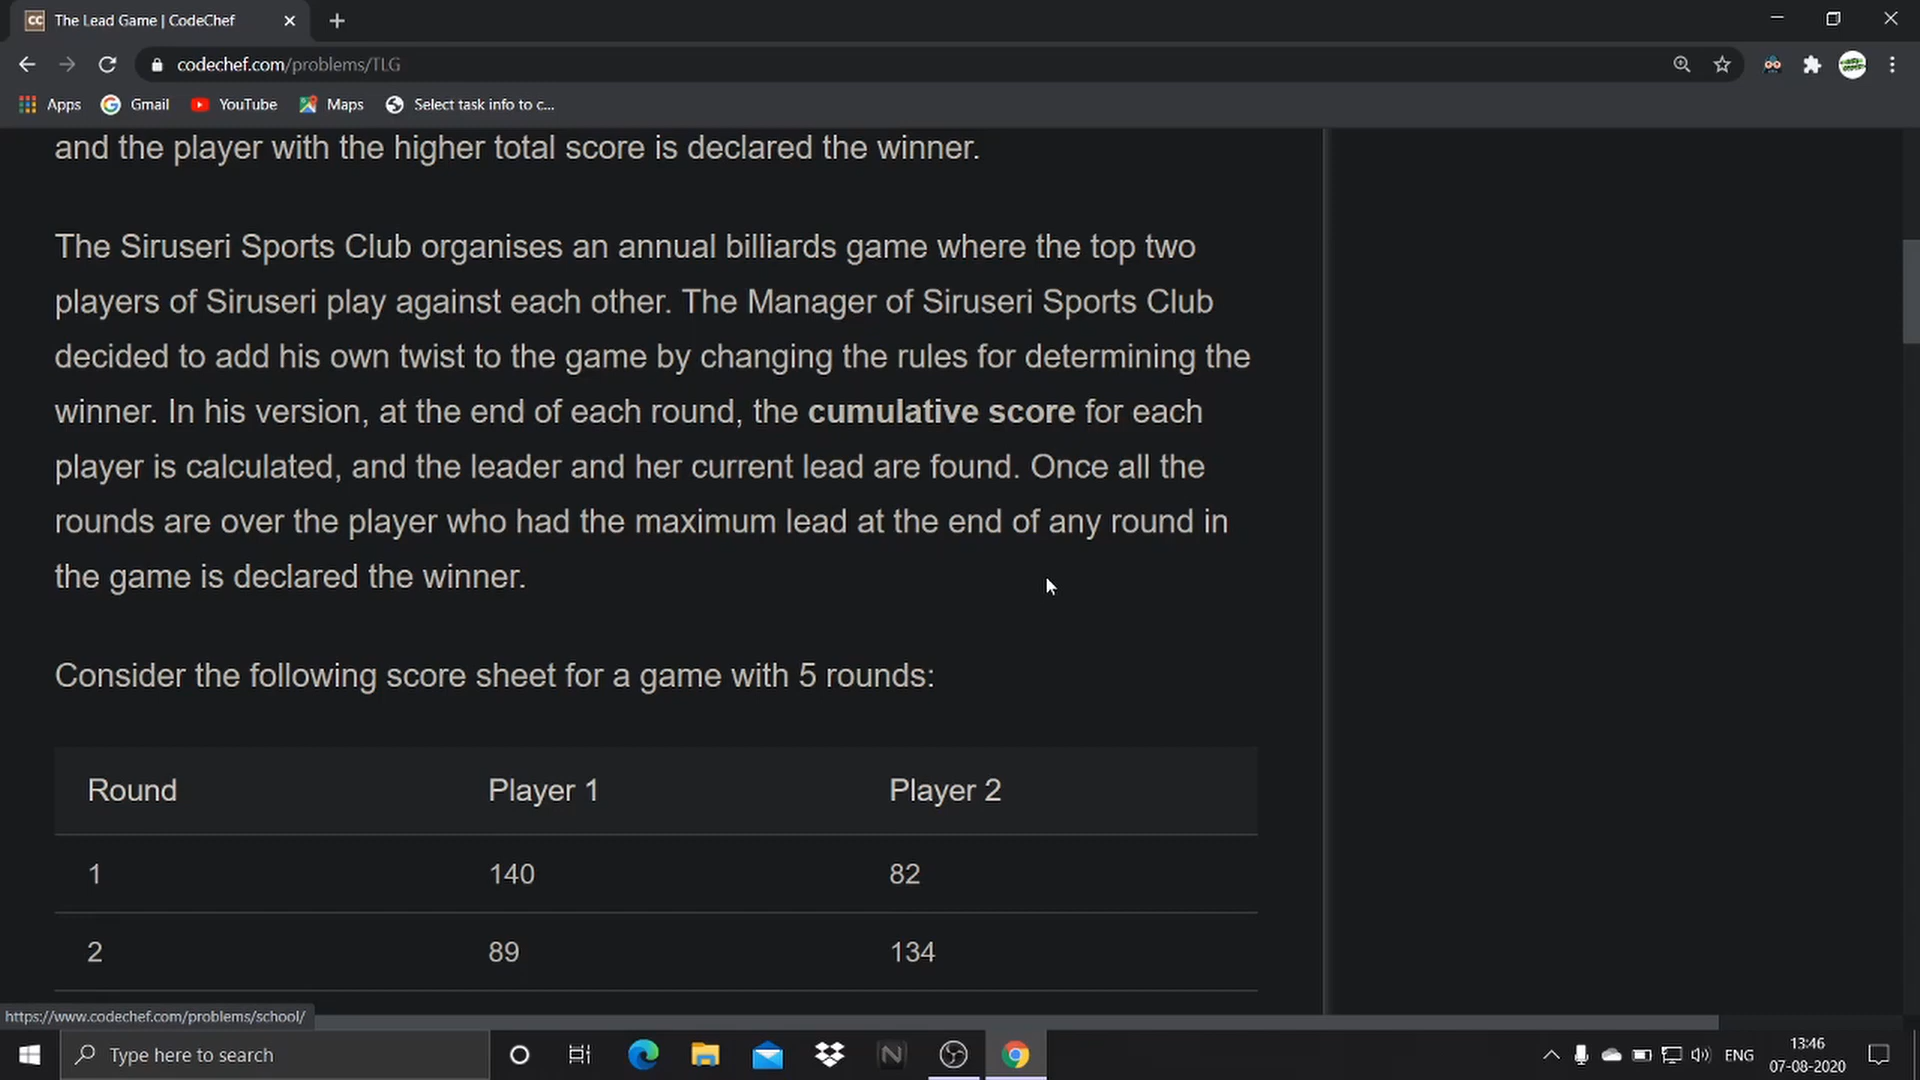 The Lead Game | CodeChef
codechef.com/problems/TLG
Apps Gmail YouTube Maps Select task info to c...
and the player with the higher total score is declared the winner.
The Siruseri Sports Club organises an annual billiards game where the top two
players of Siruseri play against each other. The Manager of Siruseri Sports Club
decided to add his own twist to the game by changing the rules for determining the
winner. In his version, at the end of each round, the cumulative score for each
player is calculated, and the leader and her current lead are found. Once all the
rounds are over the player who had the maximum lead at the end of any round in
the game is declared the winner.
Consider the following score sheet for a game with 5 rounds:
Round Player 1 Player 2
1 140 82
2 89 134
https://www.codechef.com/problems/school/
Type here to search
ENG
13:46
07-08-2020